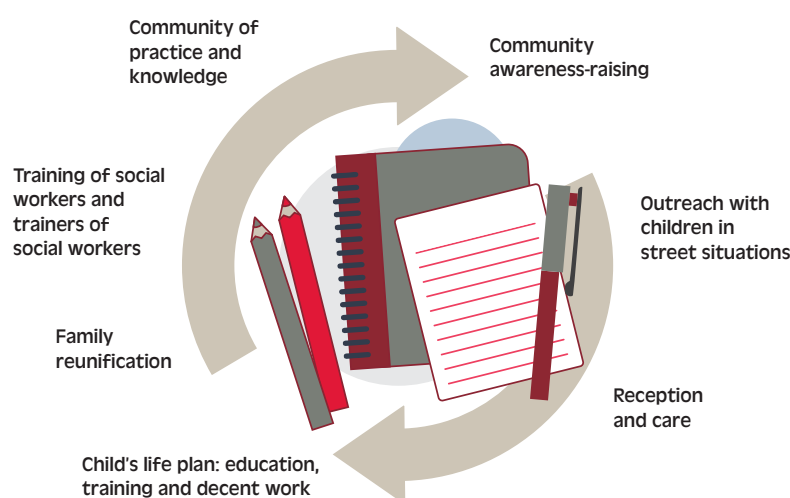 Community of
practice and
knowledge
Community
awareness-raising
Training of social
workers and
trainers of
social workers
Outreach with
children in
street situations
Family
reunification
Reception
and care
Child's life plan: education,
training and decent work